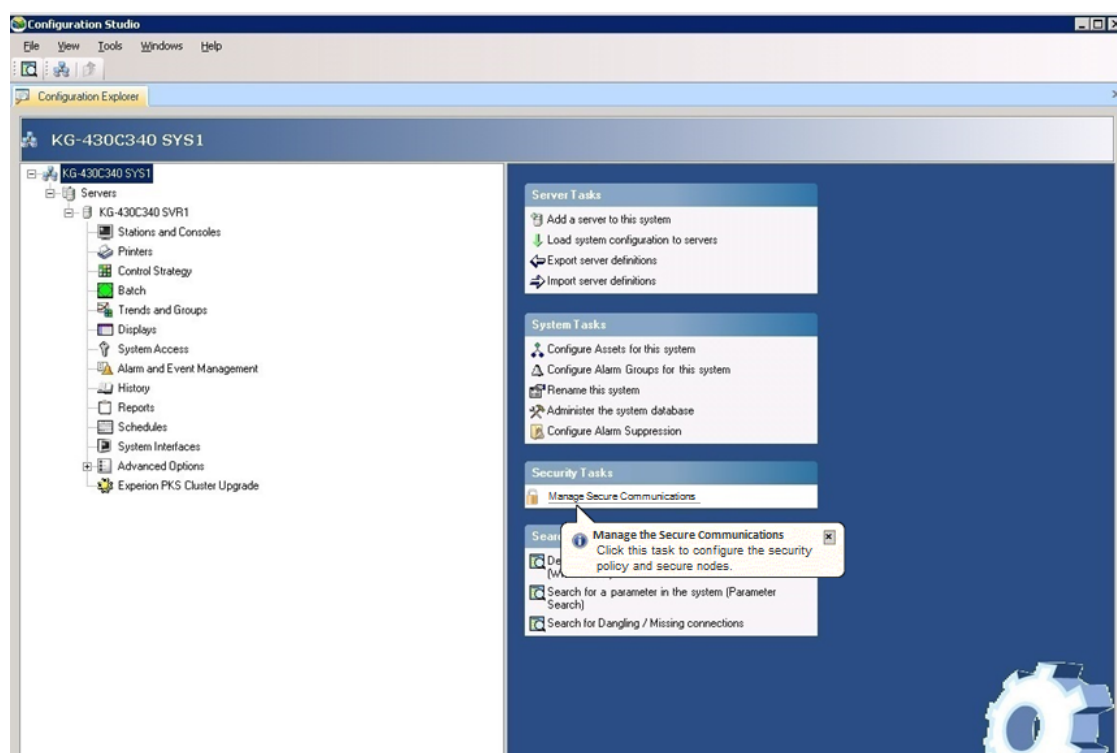 Configuration Studio
File View Tools Windows Help
Configuration Explorer
KG-430C340 SYS1
KG-430C340 SYS1
Servers
KG-430C340 SVR1
Stations and Consoles
Printers
Control Strategy
Batch
Trends and Groups
Displays
System Access
Alarm and Event Management
History
Reports
Schedules
System Interfaces
Advanced Options
Experion PKS Cluster Upgrade
Server Tasks
Add a server to this system
Load system configuration to servers
Export server definitions
Import server definitions
System Tasks
Configure Assets for this system
Configure Alarm Groups for this system
Rename this system
Administer the system database
Configure Alarm Suppression
Security Tasks
Manage Secure Communications
Manage the Secure Communications
Click this task to configure the security
policy and secure nodes.
Search for a parameter in the system (Parameter
Search)
Search for Dangling / Missing connections